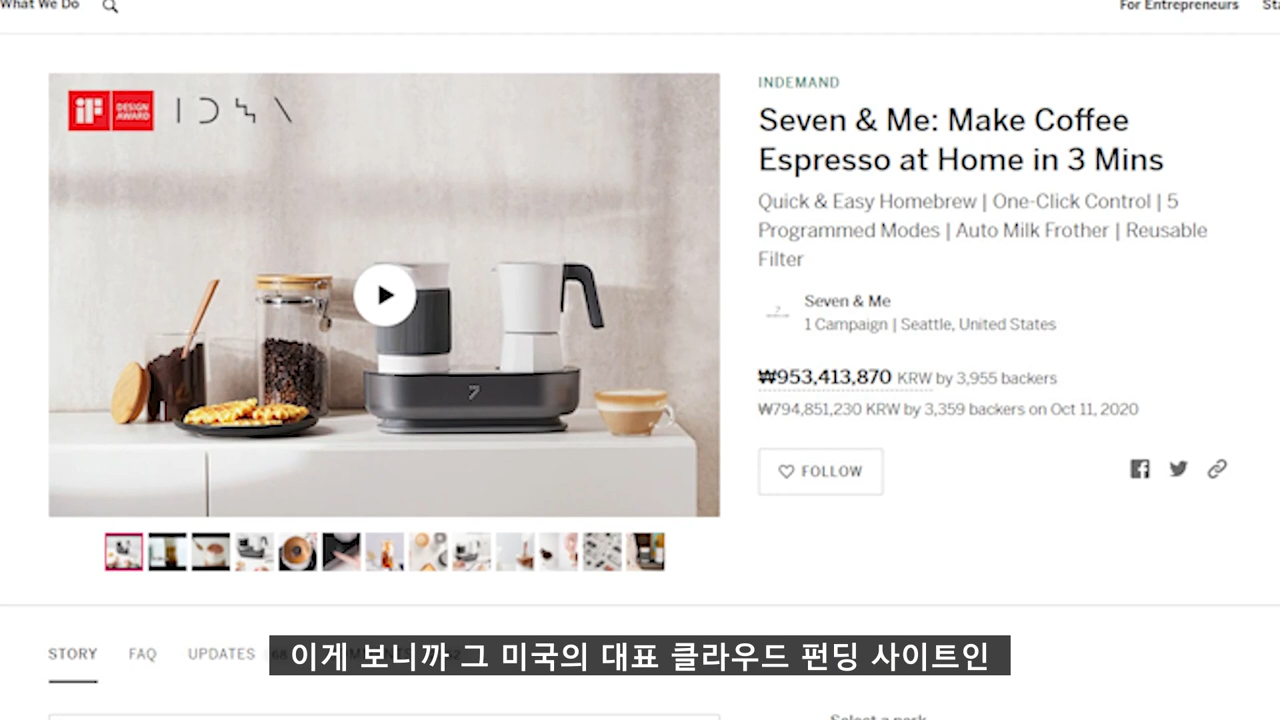 What We Do
For Entrepreneurs
iF DESIGN AWARD
INDEMAND
Seven & Me: Make Coffee
Espresso at Home in 3 Mins
Quick & Easy Homebrew | One-Click Control | 5
Programmed Modes | Auto Milk Frother | Reusable
Filter
Seven & Me
1 Campaign | Seattle, United States
₩953,413,870 KRW by 3,955 backers
₩794,851,230 KRW by 3,359 backers on Oct 11, 2020
FOLLOW
STORY FAQ UPDATES
이게 보니까 그 미국의 대표 클라우드 펀딩 사이트인